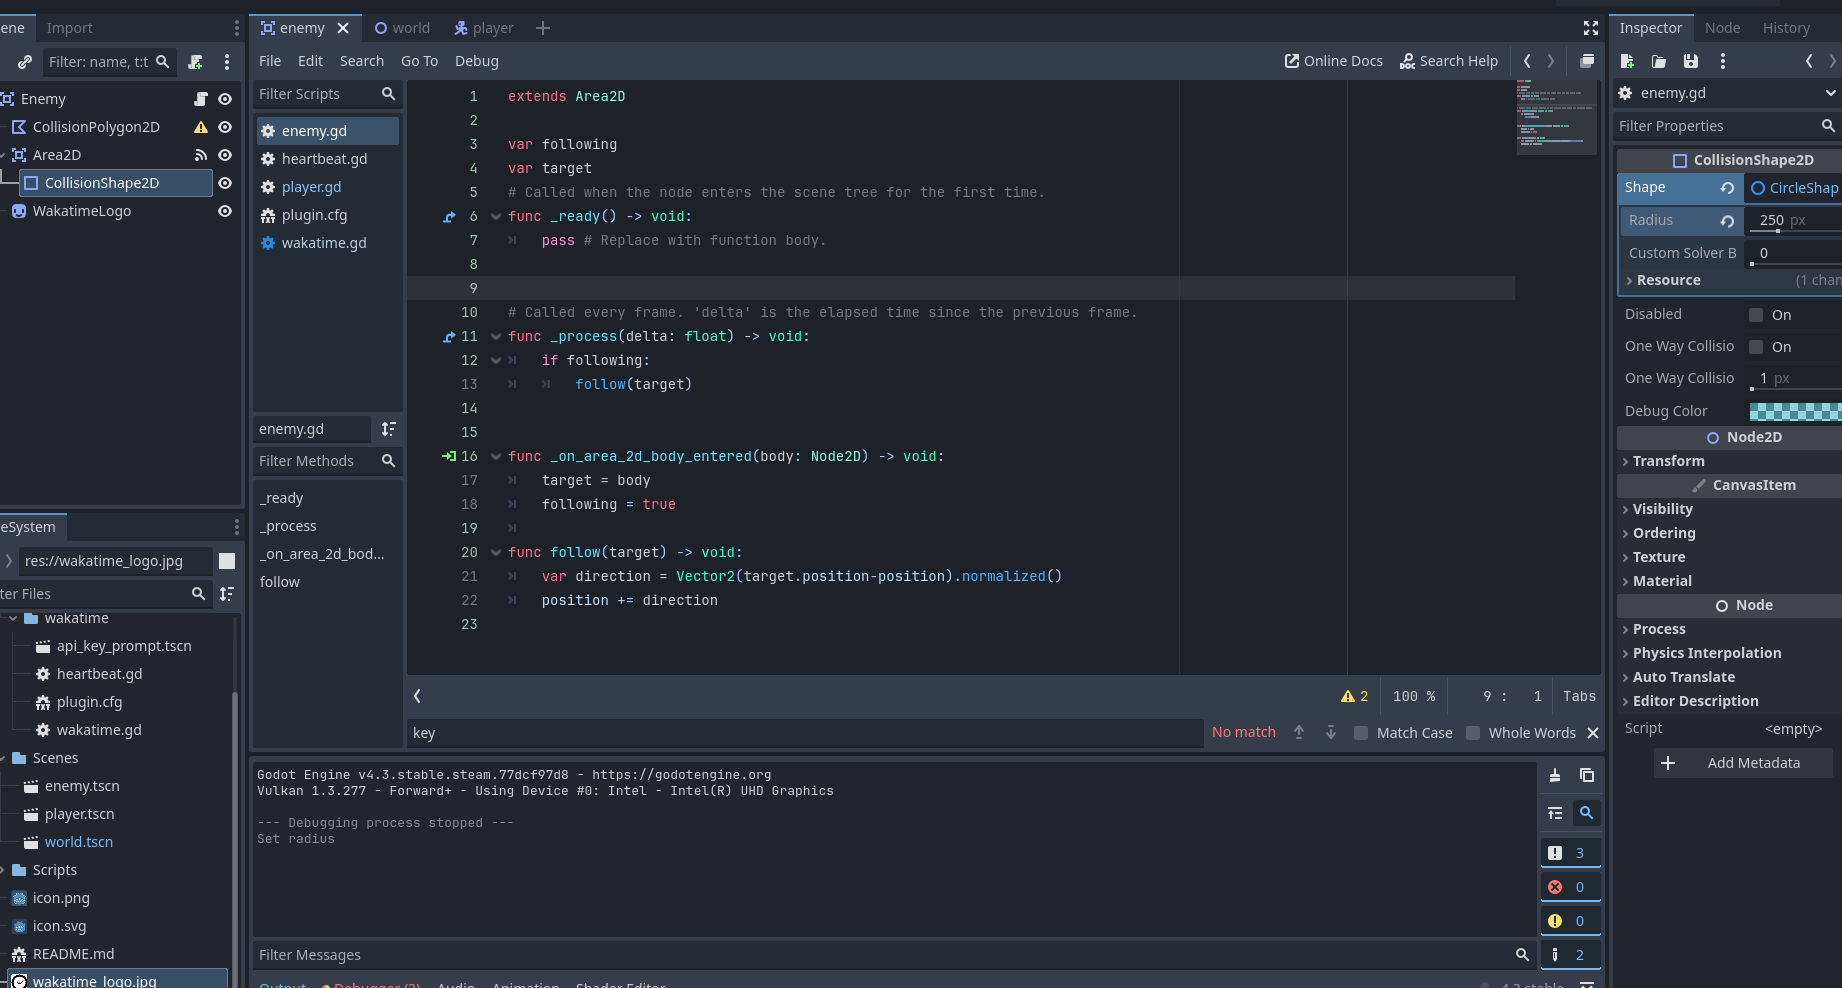 ene
Import
Filter: name, t:t
Enemy
CollisionPolygon2D
Area2D
CollisionShape2D
WakatimeLogo
eSystem
res://wakatime_logo.jpg
ter Files
wakatime
api_key_prompt.tscn
heartbeat.gd
plugin.cfg
wakatime.gd
Scenes
enemy.tscn
player.tscn
world.tscn
Scripts
icon.png
icon.svg
README.md
wakatime_logo.jpg
enemy
world
player
File Edit Search Go To Debug
Online Docs Search Help
Filter Scripts
enemy.gd
heartbeat.gd
player.gd
plugin.cfg
wakatime.gd
enemy.gd
Filter Methods
_ready
_process
_on_area_2d_bod...
follow
1 extends Area2D
2
3 var following
4 var target
5 # Called when the node enters the scene tree for the first time.
6 func _ready() -> void:
7 pass # Replace with function body.
8
9
10 # Called every frame. 'delta' is the elapsed time since the previous frame.
11 func _process(delta: float) -> void:
12 if following:
13 follow(target)
14
15
16 func _on_area_2d_body_entered(body: Node2D) -> void:
17 target = body
18 following = true
19
20 func follow(target) -> void:
21 var direction = Vector2(target.position-position).normalized()
22 position += direction
23
2 100 % 9 : 1 Tabs
key No match Match Case Whole Words
Godot Engine v4.3.stable.steam.77dcf97d8 - https://godotengine.org
Vulkan 1.3.277 - Forward+ - Using Device #0: Intel - Intel(R) UHD Graphics
--- Debugging process stopped ---
Set radius
3
0
0
2
Filter Messages
Output Debugger Audio Animation Shader Editor 4.3.stable
Inspector Node History
enemy.gd
Filter Properties
CollisionShape2D
Shape CircleShap
Radius 250 px
Custom Solver B 0
Resource (1 chan
Disabled On
One Way Collisio On
One Way Collisio 1 px
Debug Color
Node2D
Transform
CanvasItem
Visibility
Ordering
Texture
Material
Node
Process
Physics Interpolation
Auto Translate
Editor Description
Script <empty>
Add Metadata